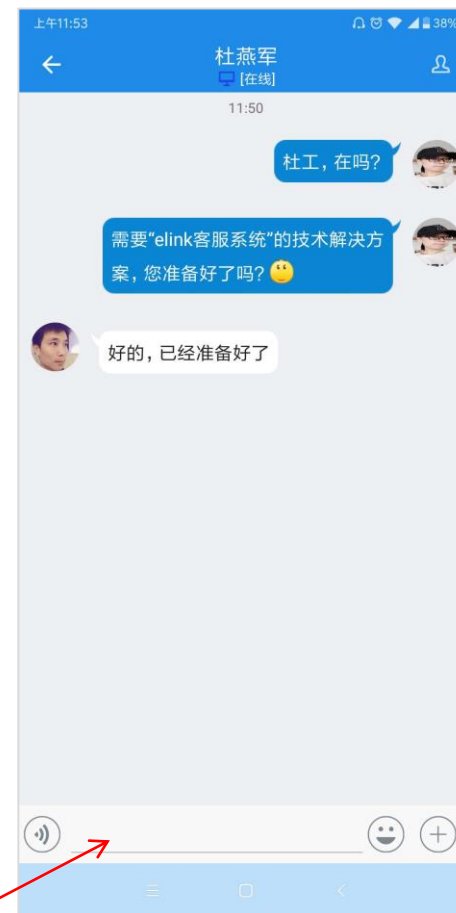 上午11:53
38%
杜燕军
[在线]
11:50
杜工，在吗?
需要“elink客服系统”的技术解决方
案，您准备好了吗?
好的，已经准备好了